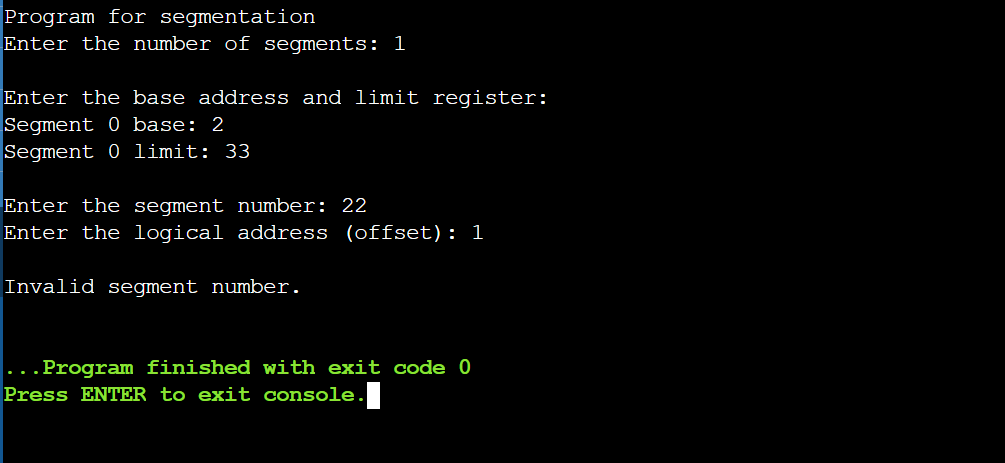 Program for segmentation
Enter the number of segments: 1
Enter the base address and limit register:
Segment 0 base: 2
Segment 0 limit: 33
Enter the segment number: 22
Enter the logical address (offset): 1
Invalid segment number.
...Program finished with exit code 0
Press ENTER to exit console.